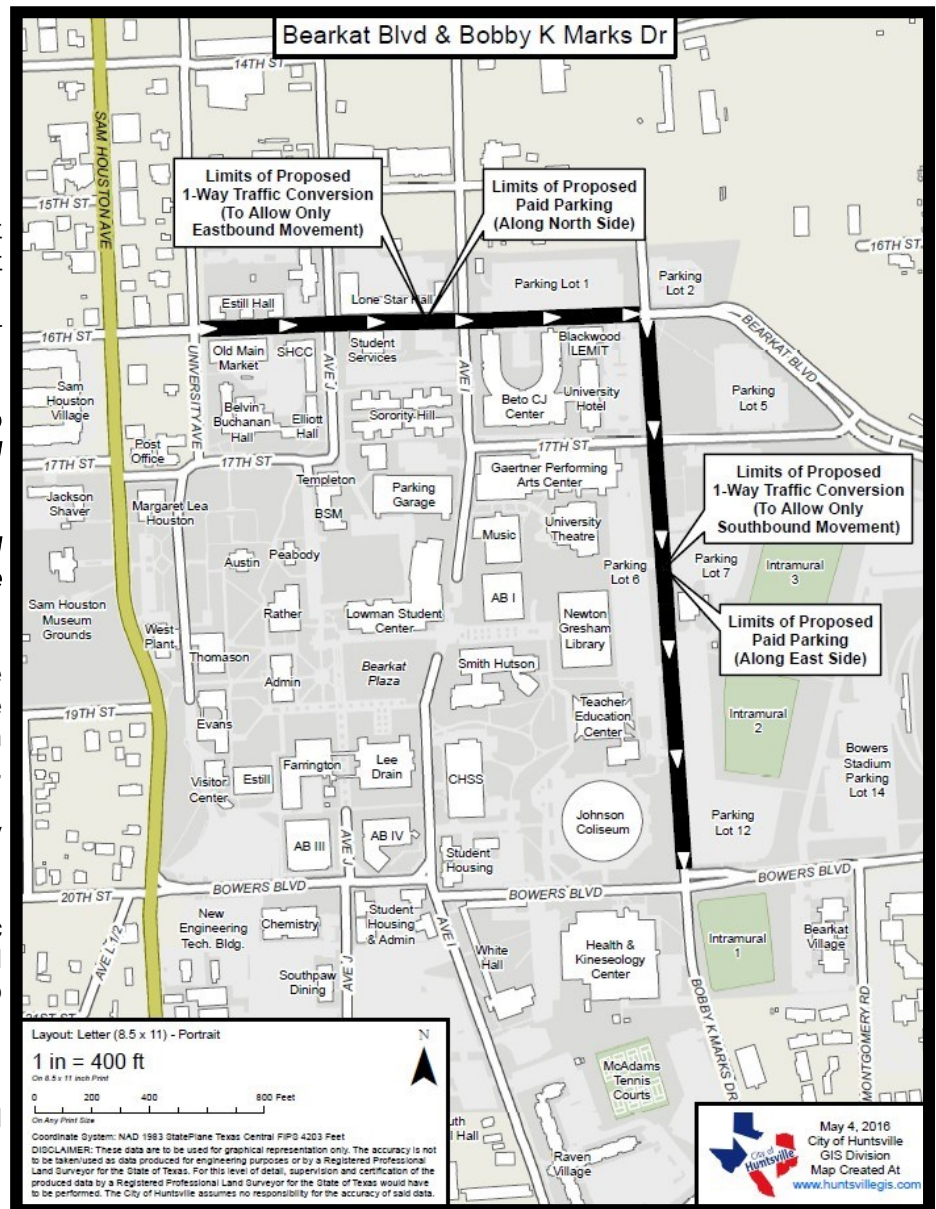 Bearkat Blvd & Bobby K Marks Dr
14TH ST
SAM HOUSTON AVE
Limits of Proposed
1-Way Traffic Conversion
(To Allow Only
Eastbound Movement)
Limits of Proposed
Paid Parking
(Along North Side)
15TH ST
16TH ST
Parking
Lot 2
Parking Lot 1
Estill Hall
Lone Star Hall
16TH ST
UNIVERSITY AVE
Old Main
Market
SHCC
AVE J
Student
Services
AVE I
Blackwood
LEMIT
BEARKAT BLVD
Sam
Houston
Village
Belvin
Buchanan
Hall
Elliott
Hall
Sorority Hill
Beto CJ
Center
University
Hotel
Parking
Lot 5
Post
Office
17TH ST
17TH ST
17TH ST
Gaertner Performing
Arts Center
Limits of Proposed
1-Way Traffic Conversion
(To Allow Only
Southbound Movement)
Jackson
Shaver
Margaret Lea
Houston
Templeton
BSM
Parking
Garage
Music
University
Theatre
Austin
Peabody
Parking
Lot 6
Parking
Lot 7
Intramural
3
Sam Houston
Museum
Grounds
Rather
Lowman Student
Center
AB I
Newton
Gresham
Library
Limits of Proposed
Paid Parking
(Along East Side)
West
Plant
Thomason
Admin
Bearkat
Plaza
Smith Hutson
19TH ST
Evans
Teacher
Education
Center
Intramural
2
Bowers
Stadium
Parking
Lot 14
Visitor
Center
Estill
Farrington
Lee
Drain
CHSS
Johnson
Coliseum
Parking
Lot 12
AB III
AVE J
AB IV
Student
Housing
20TH ST
BOWERS BLVD
BOWERS BLVD
BOWERS BLVD
AVE L 1/2
New
Engineering
Tech. Bldg.
Chemistry
Student
Housing
& Admin
AVE I
White
Hall
Health &
Kineseology
Center
Intramural
1
Bearkat
Village
Southpaw
Dining
AVE J
BOBBY K MARKS DR
MONTGOMERY RD
McAdams
Tennis
Courts
Raven
Village
Layout: Letter (8.5 x 11) - Portrait
N
1 in = 400 ft
On 8.5 x 11 inch Print
0 200 400 800 Feet
On Any Print Size
Coordinate System: NAD 1983 StatePlane Texas Central FIPS 4203 Feet
DISCLAIMER: These data are to be used for graphical representation only. The accuracy is not
to be taken/used as data produced for engineering purposes or by a Registered Professional
Land Surveyor for the State of Texas. For this level of detail, supervision and certification of the
produced data by a Registered Professional Land Surveyor for the State of Texas would have
to be performed. The City of Huntsville assumes no responsibility for the accuracy of said data.
City of
Huntsville
May 4, 2016
City of Huntsville
GIS Division
Map Created At
www.huntsvillegis.com